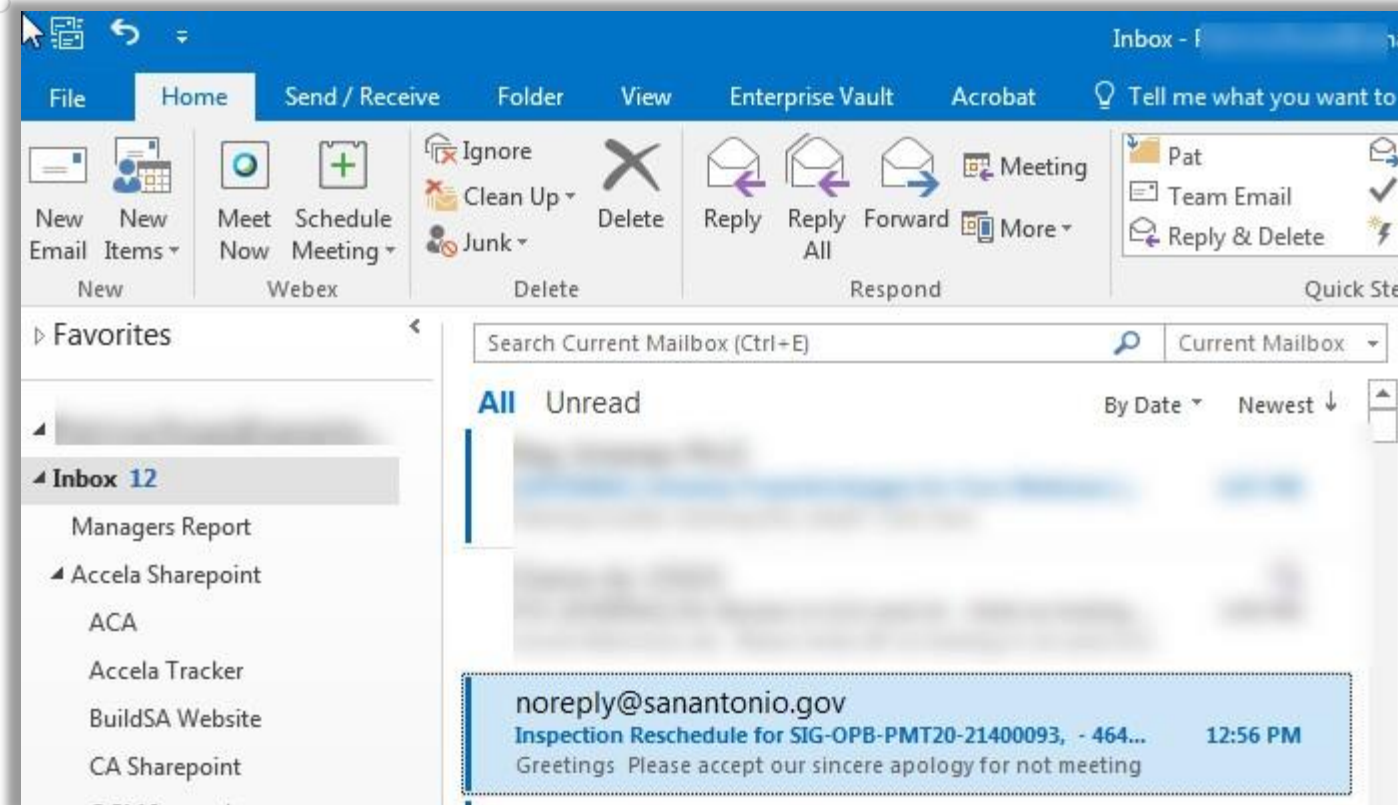 Inbox - F
File Home Send / Receive Folder View Enterprise Vault Acrobat Tell me what you want to
New Email
New Items
New
Meet Now
Schedule Meeting
Webex
Ignore
Clean Up
Junk
Delete
Delete
Reply
Reply All
Forward
Meeting
More
Respond
Pat
Team Email
Reply & Delete
Quick Ste
Favorites
Inbox 12
Managers Report
Accela Sharepoint
ACA
Accela Tracker
BuildSA Website
CA Sharepoint
Search Current Mailbox (Ctrl+E) Current Mailbox
All Unread By Date Newest ↓
noreply@sanantonio.gov
Inspection Reschedule for SIG-OPB-PMT20-21400093, - 464... 12:56 PM
Greetings Please accept our sincere apology for not meeting